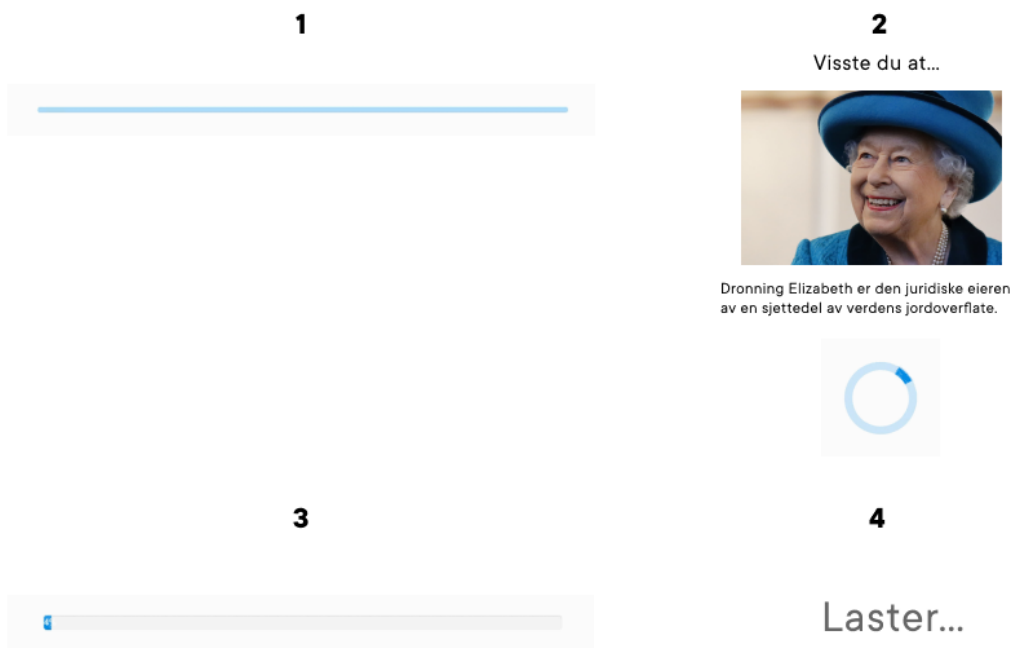 1
2
Visste du at...
Dronning Elizabeth er den juridiske eieren
av en sjettedel av verdens jordoverflate.
3
4
Laster...